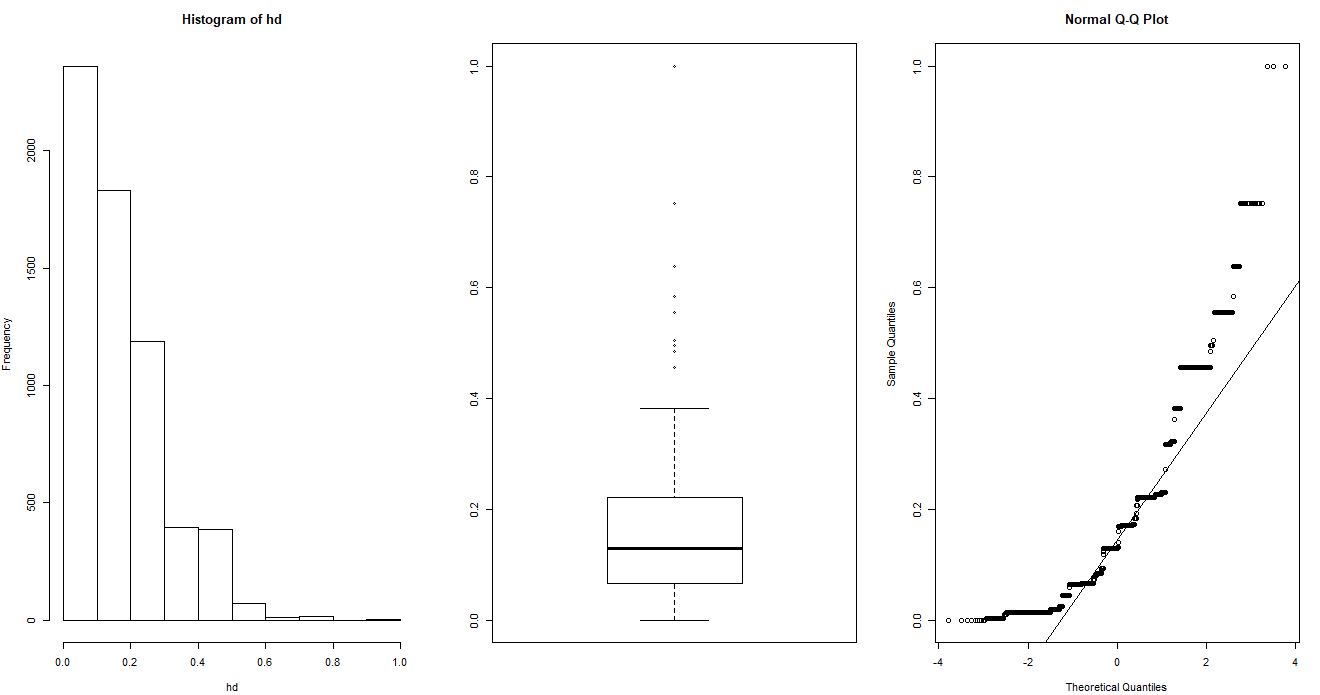 Histogram of hd
Frequency
2000
1500
1000
500
0
0.0 0.2 0.4 0.6 0.8 1.0
hd
1.0
0.8
0.6
0.4
0.2
0.0
Normal Q-Q Plot
Sample Quantiles
1.0
0.8
0.6
0.4
0.2
0.0
-4 -2 0 2 4
Theoretical Quantiles